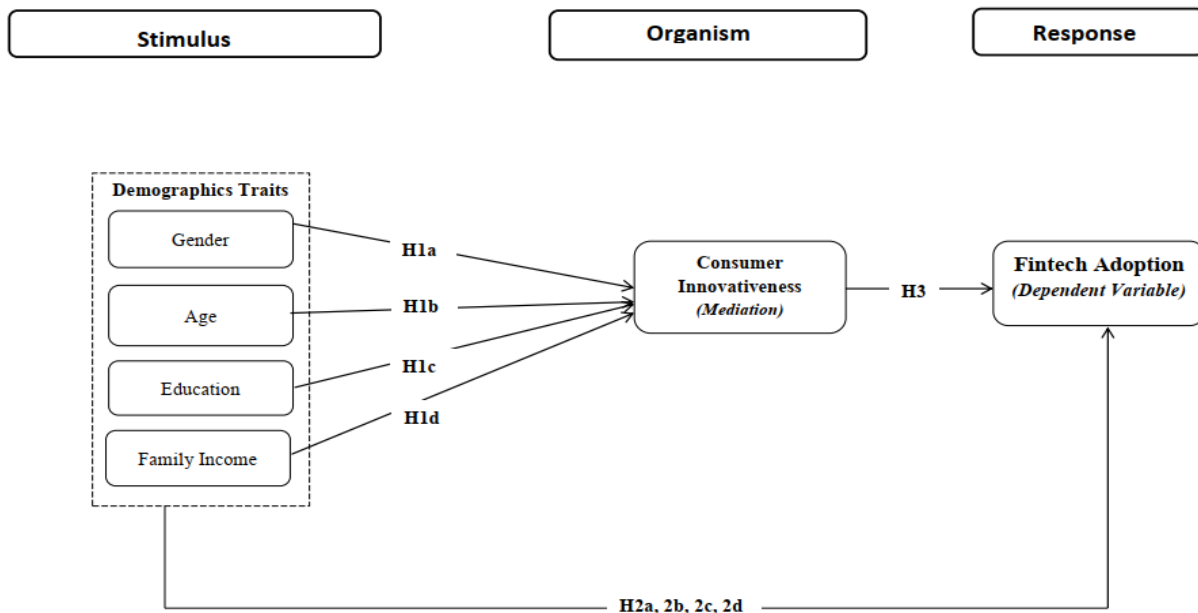 Stimulus
Organism
Response
Demographics Traits
Gender
Age
Education
Family Income
H1a
H1b
H1c
H1d
Consumer
Innovativeness
(Mediation)
H3
Fintech Adoption
(Dependent Variable)
H2a, 2b, 2c, 2d